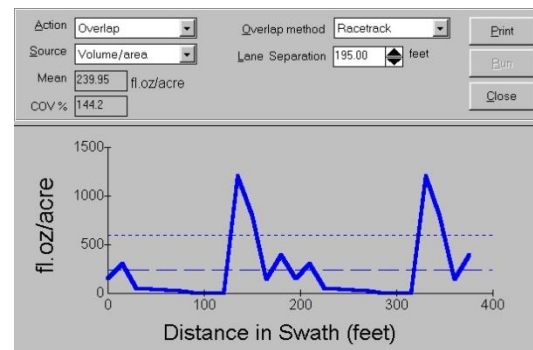 Action Overlap Overlap method Racetrack Print
Source Volume/area Lane Separation 195.00 feet Run
Mean 239.95 fl.oz/acre
COV% 144.2 Close
1500
1000
500
0
fl.oz/acre
0 100 200 300 400
Distance in Swath (feet)